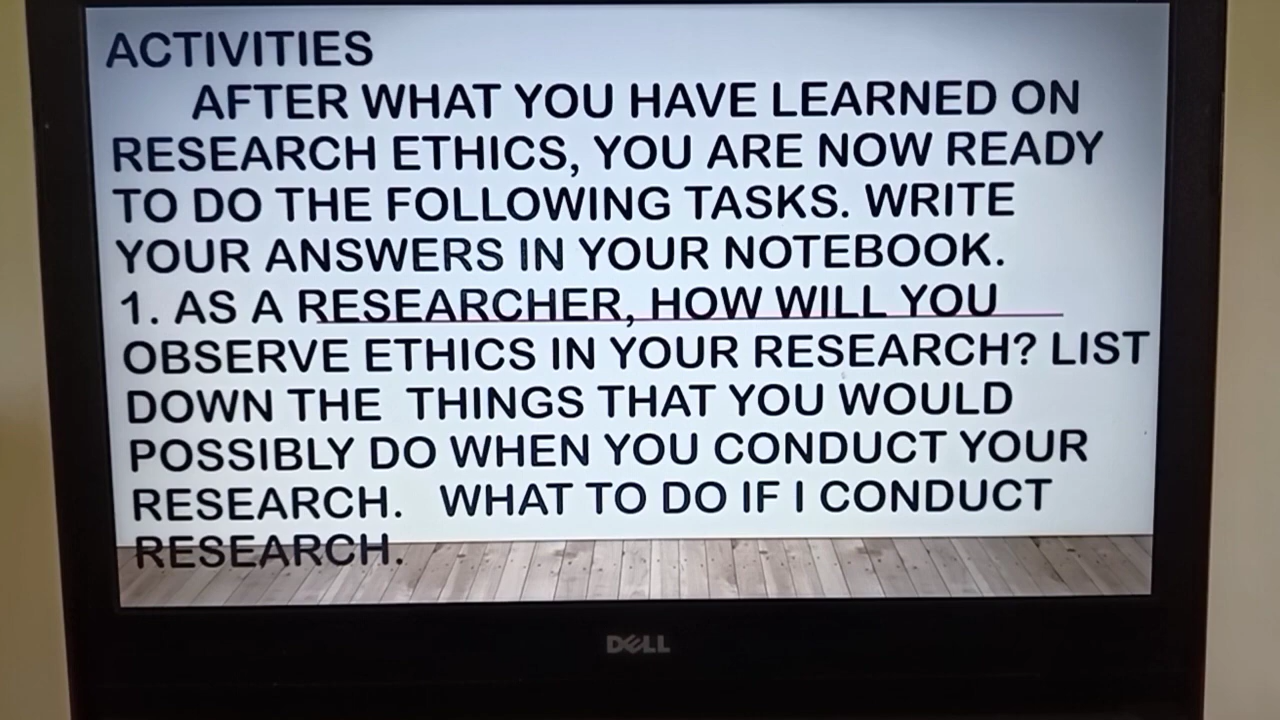 ACTIVITIES
AFTER WHAT YOU HAVE LEARNED ON
RESEARCH ETHICS, YOU ARE NOW READY
TO DO THE FOLLOWING TASKS. WRITE
YOUR ANSWERS IN YOUR NOTEBOOK.
1. AS A RESEARCHER, HOW WILL YOU
OBSERVE ETHICS IN YOUR RESEARCH? LIST
DOWN THE THINGS THAT YOU WOULD
POSSIBLY DO WHEN YOU CONDUCT YOUR
RESEARCH. WHAT TO DO IF I CONDUCT
RESEARCH.
DELL